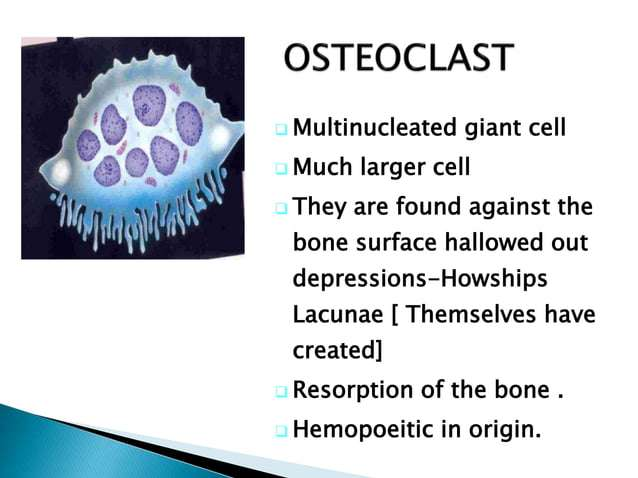 OSTEOCLAST
Multinucleated giant cell
Much larger cell
They are found against the
bone surface hallowed out
depressions-Howships
Lacunae [ Themselves have
created]
Resorption of the bone .
Hemopoeitic in origin.